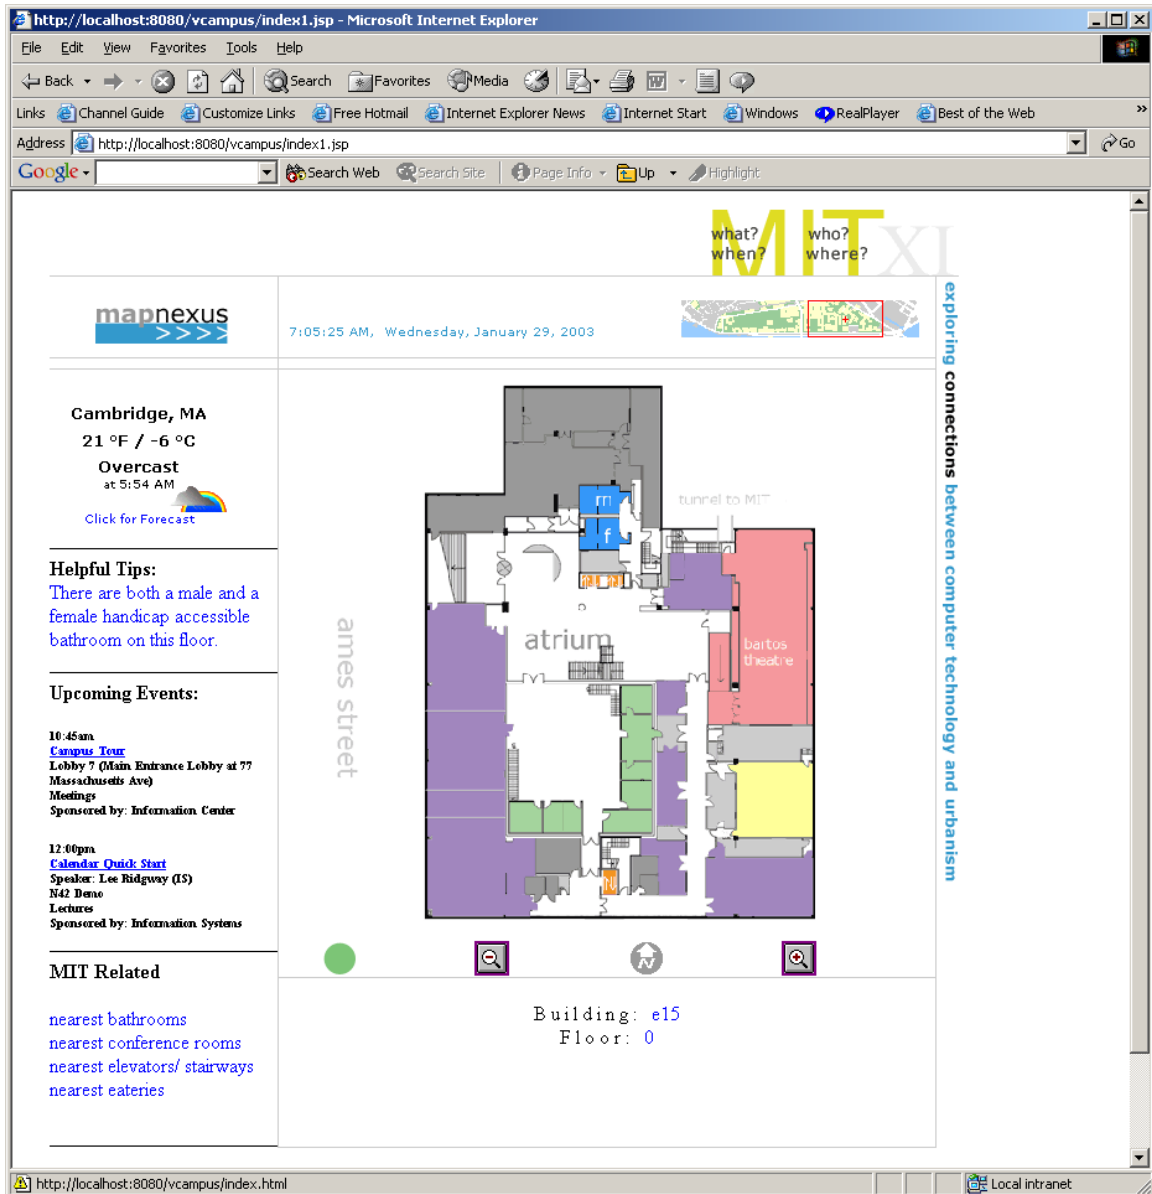 http://localhost:8080/vcampus/index1.jsp - Microsoft Internet Explorer
File Edit View Favorites Tools Help
Back Search Favorites Media
Links Channel Guide Customize Links Free Hotmail Internet Explorer News Internet Start Windows RealPlayer Best of the Web »
Address http://localhost:8080/vcampus/index1.jsp Go
Google Search Web Search Site Page Info Up Highlight
MIT XI
what? who?
when? where?
mapnexus
>>>>
7:05:25 AM, Wednesday, January 29, 2003
exploring connections between computer technology and urbanism
Cambridge, MA
21 °F / -6 °C
Overcast
at 5:54 AM
Click for Forecast
Helpful Tips:
There are both a male and a
female handicap accessible
bathroom on this floor.
Upcoming Events:
10:45am
Campus Tour
Lobby 7 (Main Entrance Lobby at 77
Massachusetts Ave)
Meetings
Sponsored by: Information Center
12:00pm
Calendar Quick Start
Speaker: Lee Ridgway (IS)
N42 Demo
Lectures
Sponsored by: Information Systems
MIT Related
nearest bathrooms
nearest conference rooms
nearest elevators/ stairways
nearest eateries
m
f
tunnel to MIT
atrium
bartos
theatre
ames street
N
Building: e15
Floor: 0
http://localhost:8080/vcampus/index.html
Local intranet